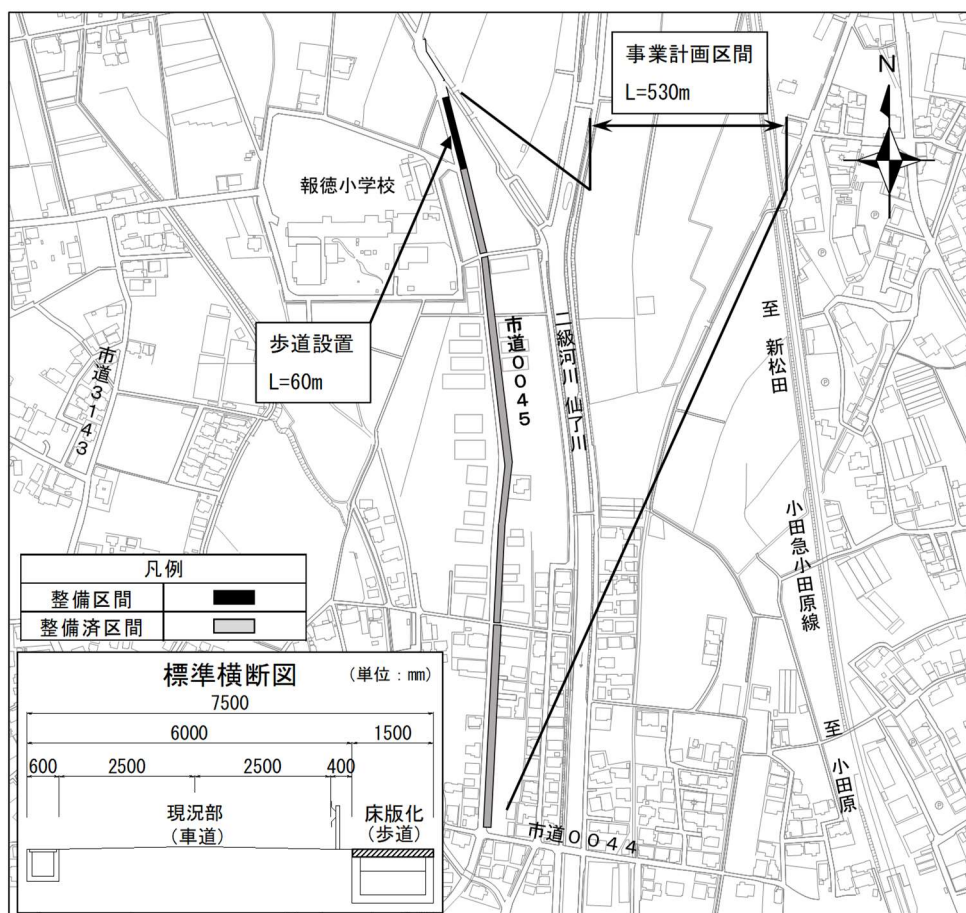 事業計画区間
L=530m
N
報徳小学校
歩道設置
L=60m
市道0045
二級河川 仙了川
至 新松田
市道3143
小田急小田原線
至 小田原
市道0044
凡例
整備区間
整備済区間
標準横断図 (単位:mm)
7500
6000 1500
600 2500 2500 400
現況部 床版化
(車道) (歩道)